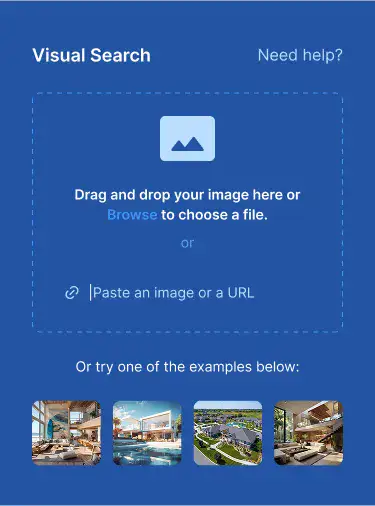 Visual Search
Need help?
Drag and drop your image here or
Browse to choose a file.
or
Paste an image or a URL
Or try one of the examples below: